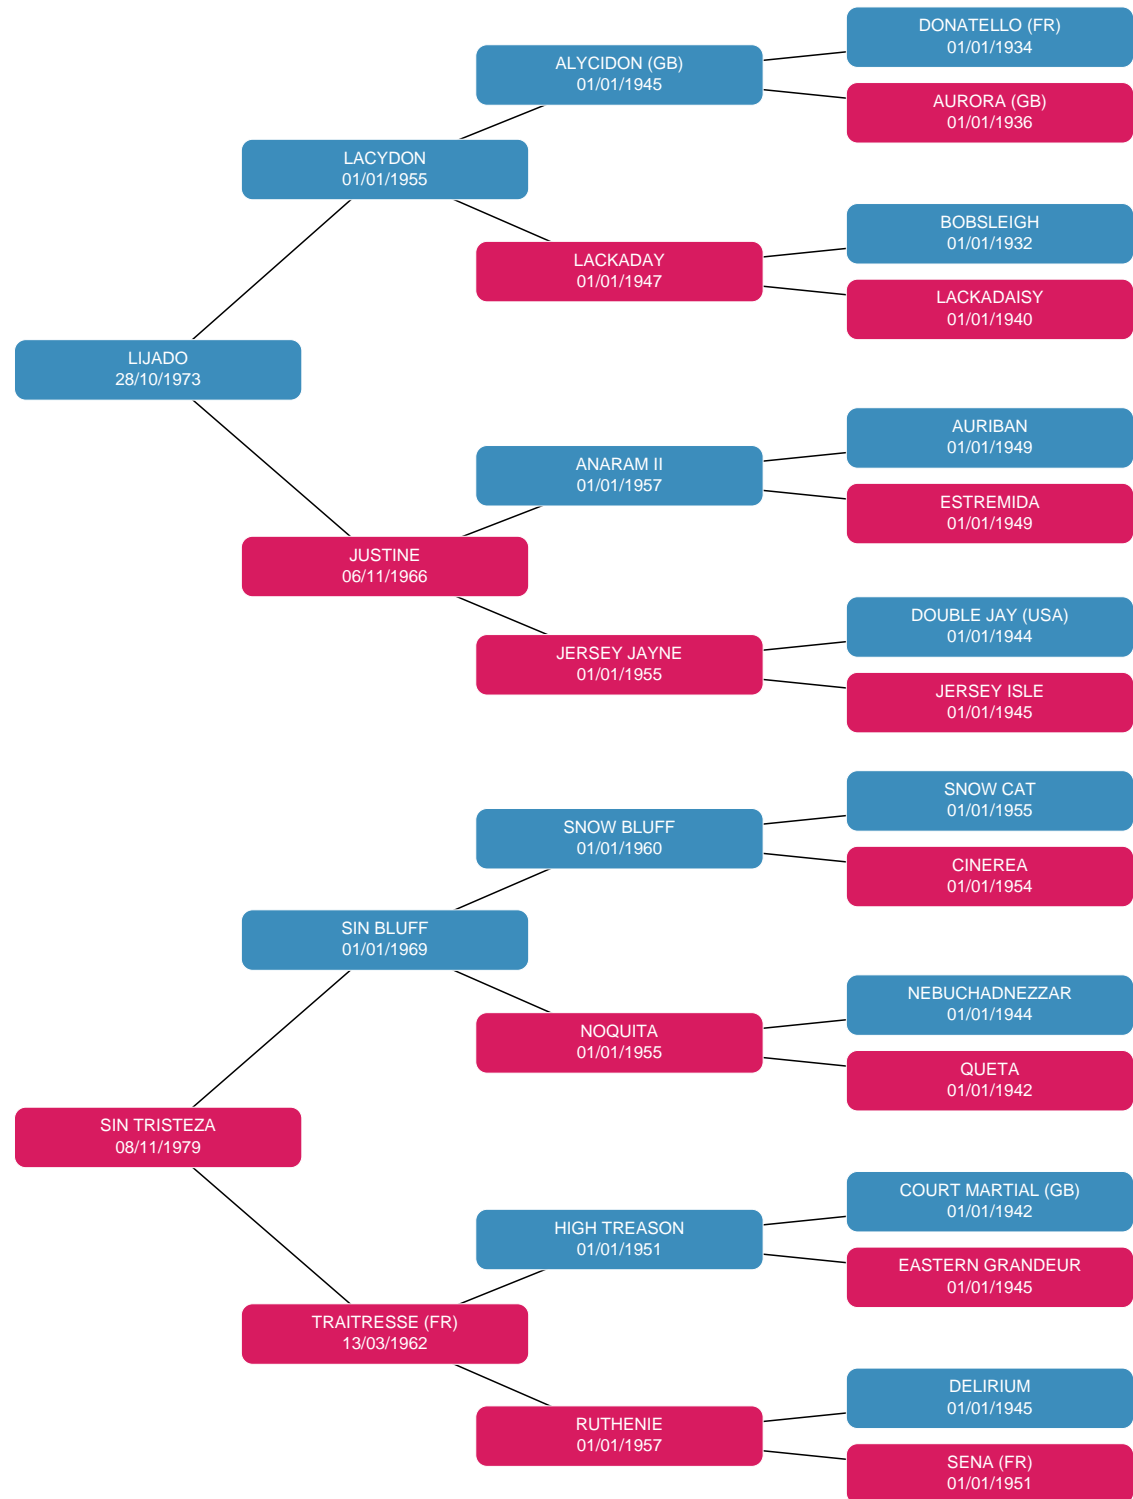 DONATELLO (FR)
01/01/1934
ALYCIDON (GB)
01/01/1945
AURORA (GB)
01/01/1936
LACYDON
01/01/1955
BOBSLEIGH
01/01/1932
LACKADAY
01/01/1947
LACKADAISY
01/01/1940
LIJADO
28/10/1973
AURIBAN
01/01/1949
ANARAM II
01/01/1957
ESTREMIDA
01/01/1949
JUSTINE
06/11/1966
DOUBLE JAY (USA)
01/01/1944
JERSEY JAYNE
01/01/1955
JERSEY ISLE
01/01/1945
SNOW CAT
01/01/1955
SNOW BLUFF
01/01/1960
CINEREA
01/01/1954
SIN BLUFF
01/01/1969
NEBUCHADNEZZAR
01/01/1944
NOQUITA
01/01/1955
QUETA
01/01/1942
SIN TRISTEZA
08/11/1979
COURT MARTIAL (GB)
01/01/1942
HIGH TREASON
01/01/1951
EASTERN GRANDEUR
01/01/1945
TRAITRESSE (FR)
13/03/1962
DELIRIUM
01/01/1945
RUTHENIE
01/01/1957
SENA (FR)
01/01/1951